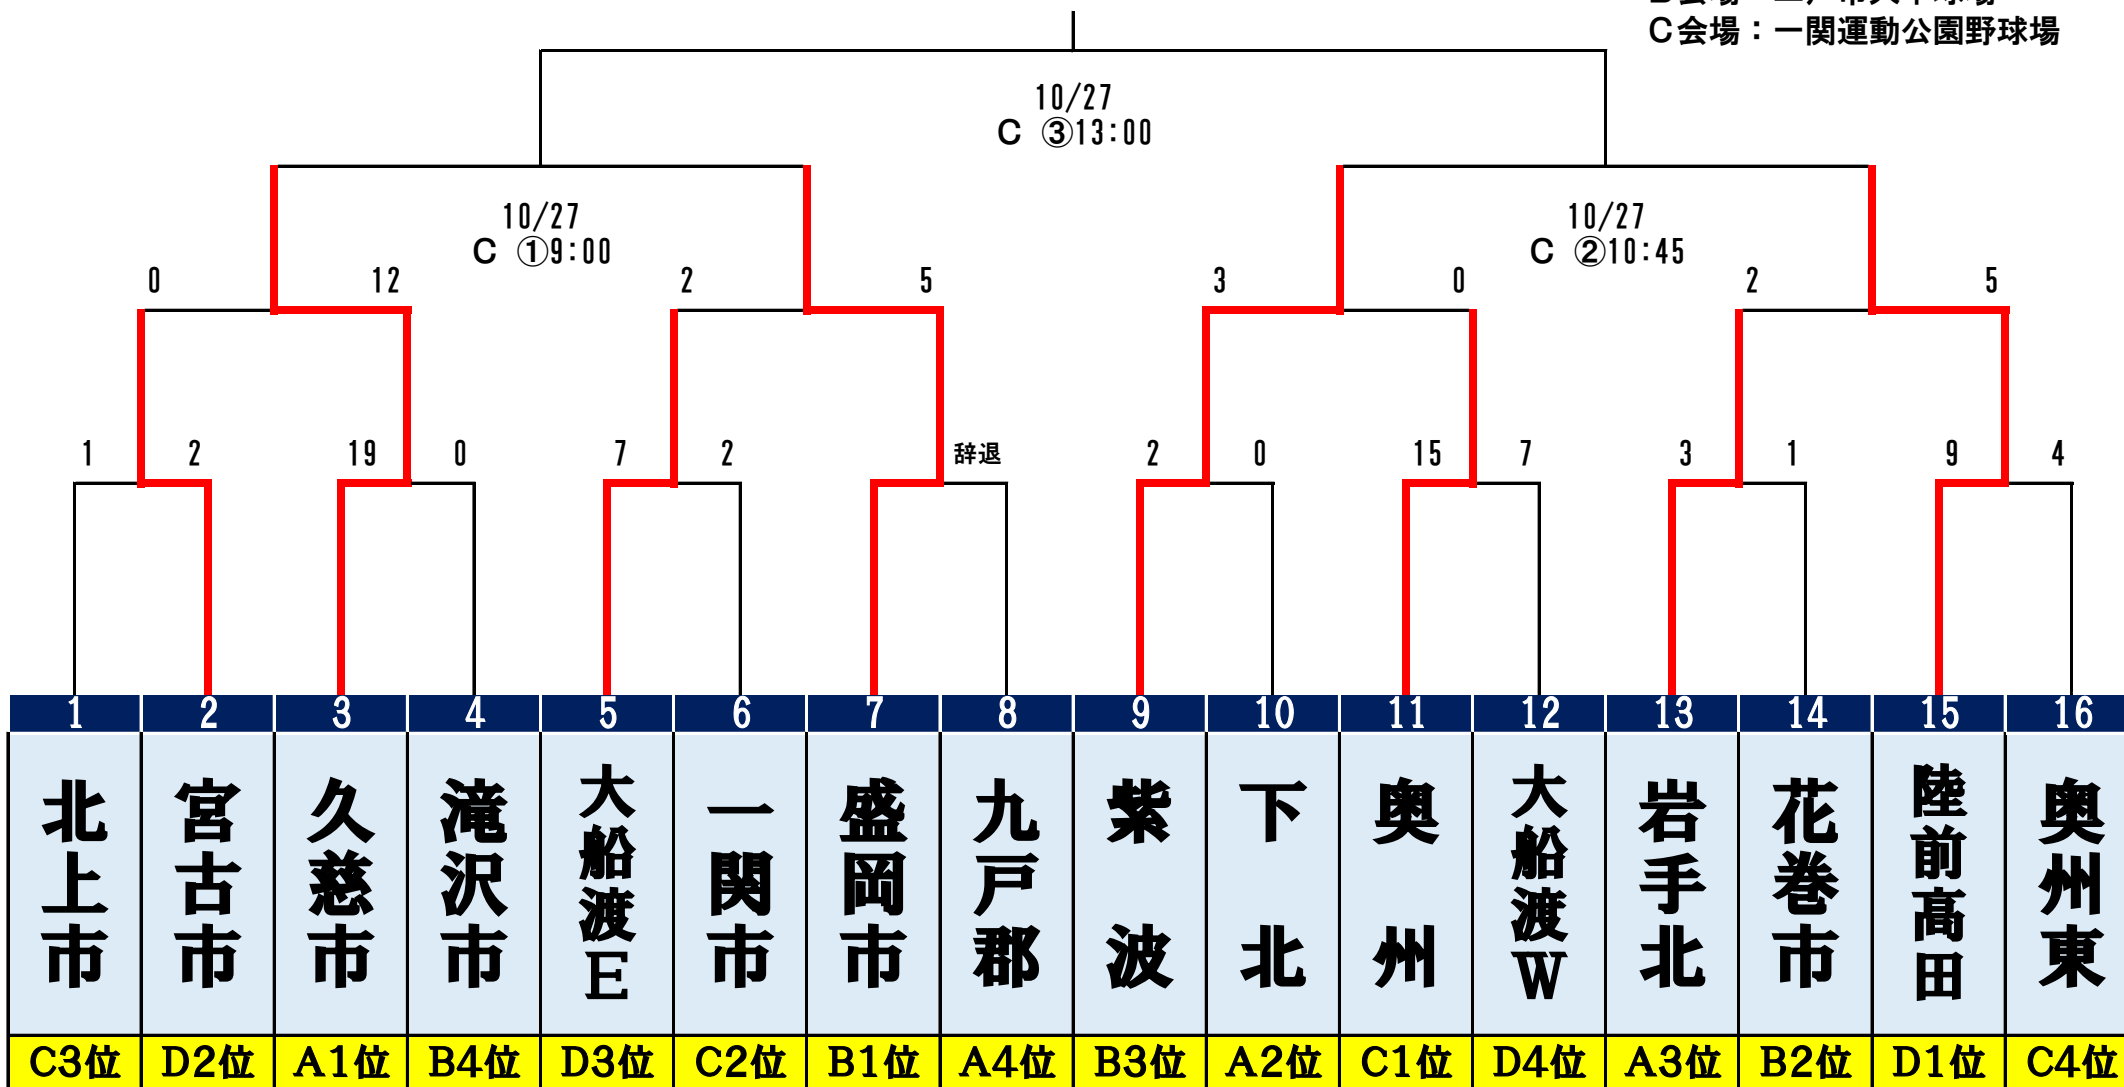 C会場：一関運動公園野球場
10/27
C ③13:00
10/27
C ①9:00
10/27
C ②10:45
0 12 2 5 3 0 2 5
1 2 19 0 7 2 辞退 2 0 15 7 3 1 9 4
1 2 3 4 5 6 7 8 9 10 11 12 13 14 15 16
北上市
宮古市
久慈市
滝沢市
大船渡E
一関市
盛岡市
九戸郡
紫波
下北
奥州
大船渡W
岩手北
花巻市
陸前高田
奥州東
C3位 D2位 A1位 B4位 D3位 C2位 B1位 A4位 B3位 A2位 C1位 D4位 A3位 B2位 D1位 C4位